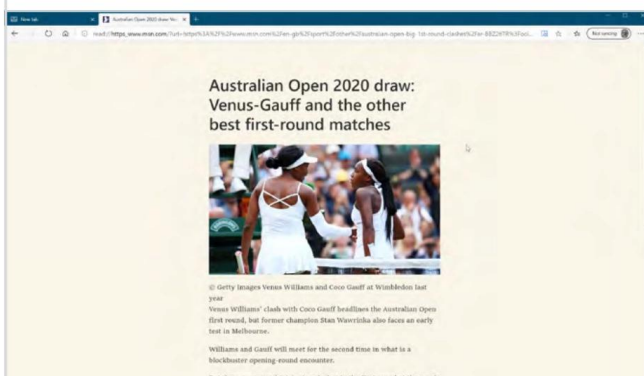 New tab
Australian Open 2020 draw: Ven
Australian Open 2020 draw:
Venus-Gauff and the other
best first-round matches
© Getty Images Venus Williams and Coco Gauff at Wimbledon last
year
Venus Williams' clash with Coco Gauff headlines the Australian Open
first round, but former champion Stan Wawrinka also faces an early
test in Melbourne.
Williams and Gauff will meet for the second time in what is a
blockbuster opening-round encounter.